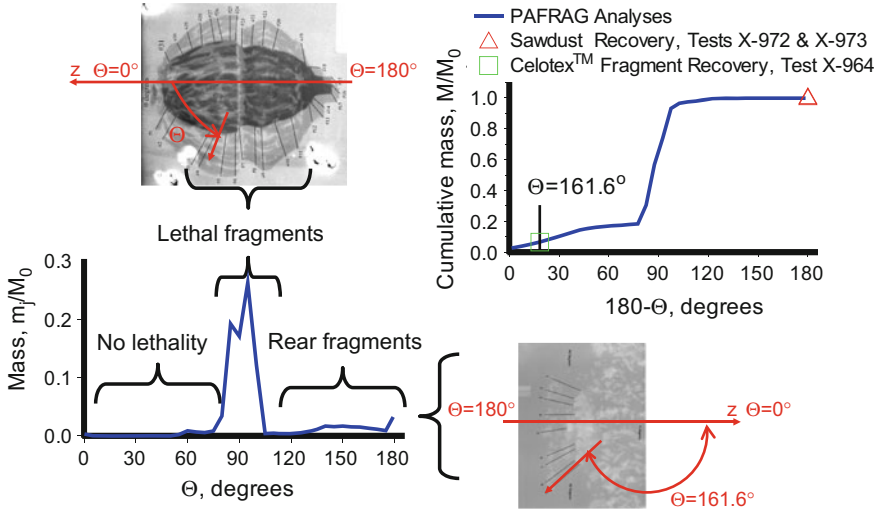 PAFRAG Analyses
Sawdust Recovery, Tests X-972 & X-973
Celotex™ Fragment Recovery, Test X-964
z Θ=0° Θ=180°
Θ
Lethal fragments
Cumulative mass, M/M₀
1.0
0.8
0.6
0.4
0.2
0.0
Θ=161.6°
0 30 60 90 120 150 180
180-Θ, degrees
Mass, mⱼ/M₀
0.3
0.2
0.1
0.0
No lethality
Rear fragments
0 30 60 90 120 150 180
Θ, degrees
Θ=180° z Θ=0°
Θ=161.6°